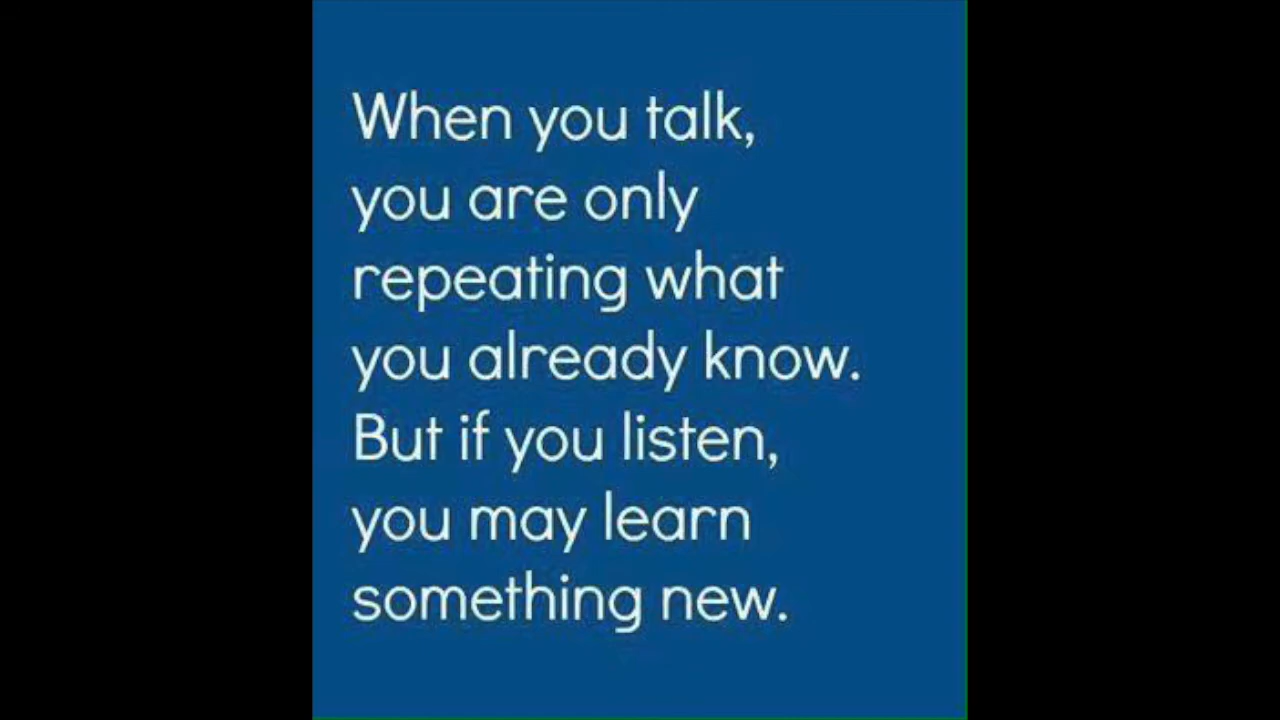 When you talk,
you are only
repeating what
you already know.
But if you listen,
you may learn
something new.